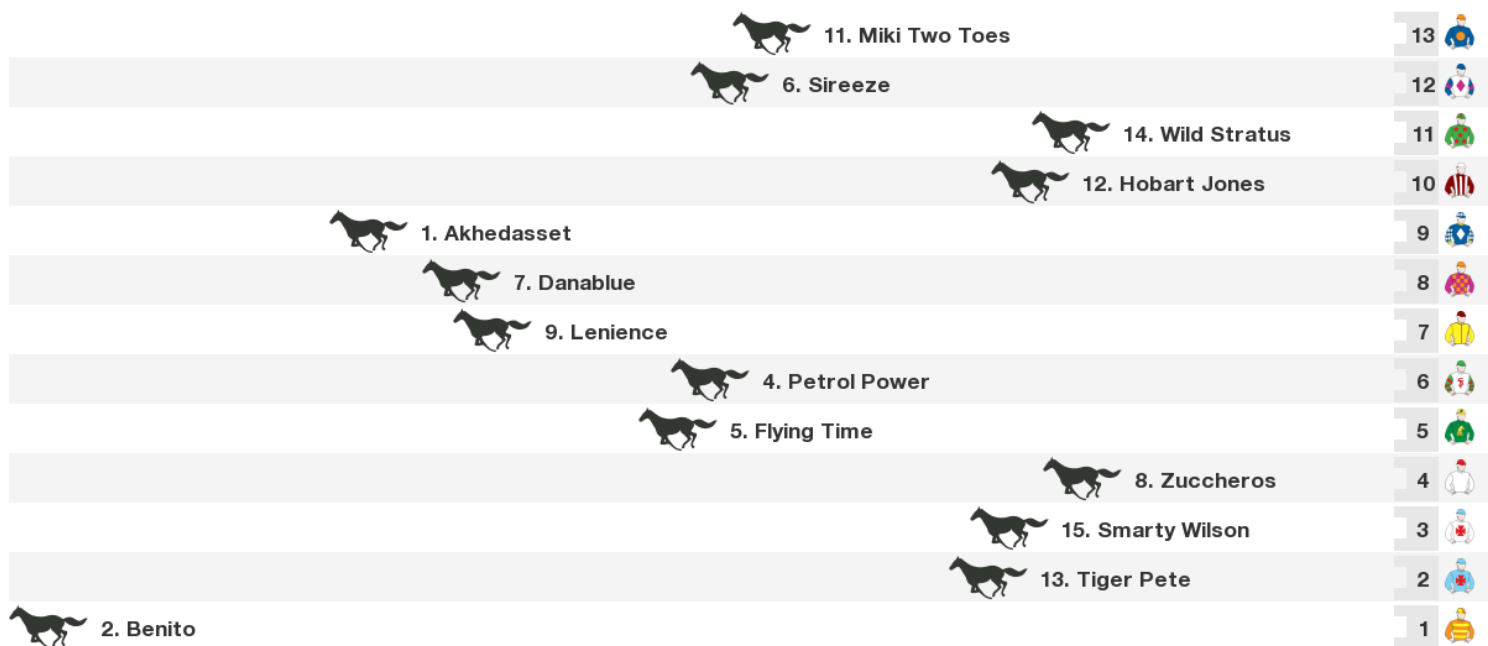 11. Miki Two Toes 13
6. Sireeze 12
14. Wild Stratus 11
12. Hobart Jones 10
1. Akhedasset 9
7. Danablue 8
9. Lenience 7
4. Petrol Power 6
5. Flying Time 5
8. Zuccheros 4
15. Smarty Wilson 3
13. Tiger Pete 2
2. Benito 1